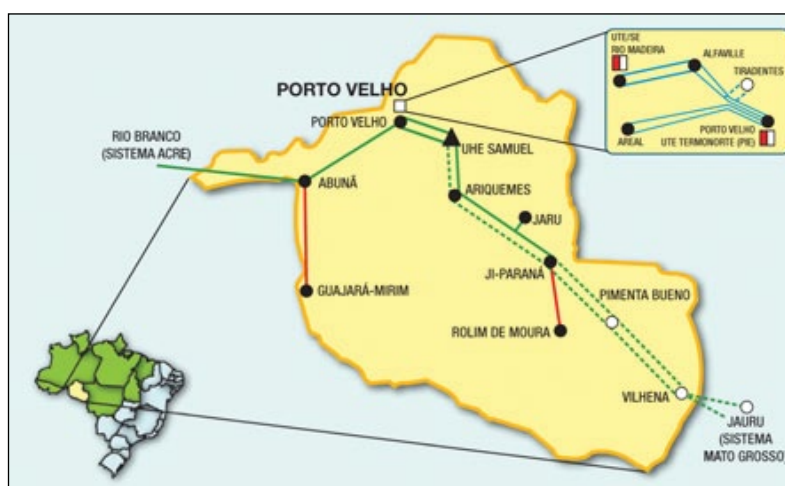 UTE/SE
RIO MADEIRA
ALFAVILLE
TIRADENTES
PORTO VELHO
UTE TERMONORTE (PIE)
AREAL
PORTO VELHO
PORTO VELHO
RIO BRANCO
(SISTEMA ACRE)
UHE SAMUEL
ABUNÃ
ARIQUEMES
JARU
JI-PARANÁ
GUAJARÁ-MIRIM
PIMENTA BUENO
ROLIM DE MOURA
VILHENA
JAURU
(SISTEMA
MATO GROSSO)